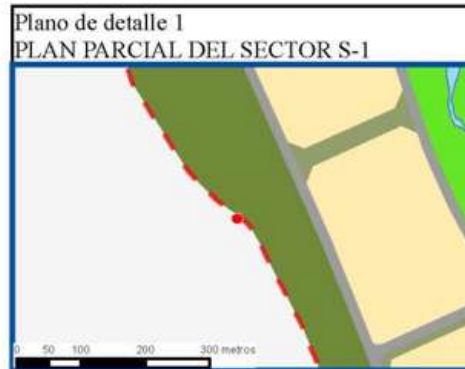 Plano de detalle 1
PLAN PARCIAL DEL SECTOR S-1
0 50 100 200 300 metros